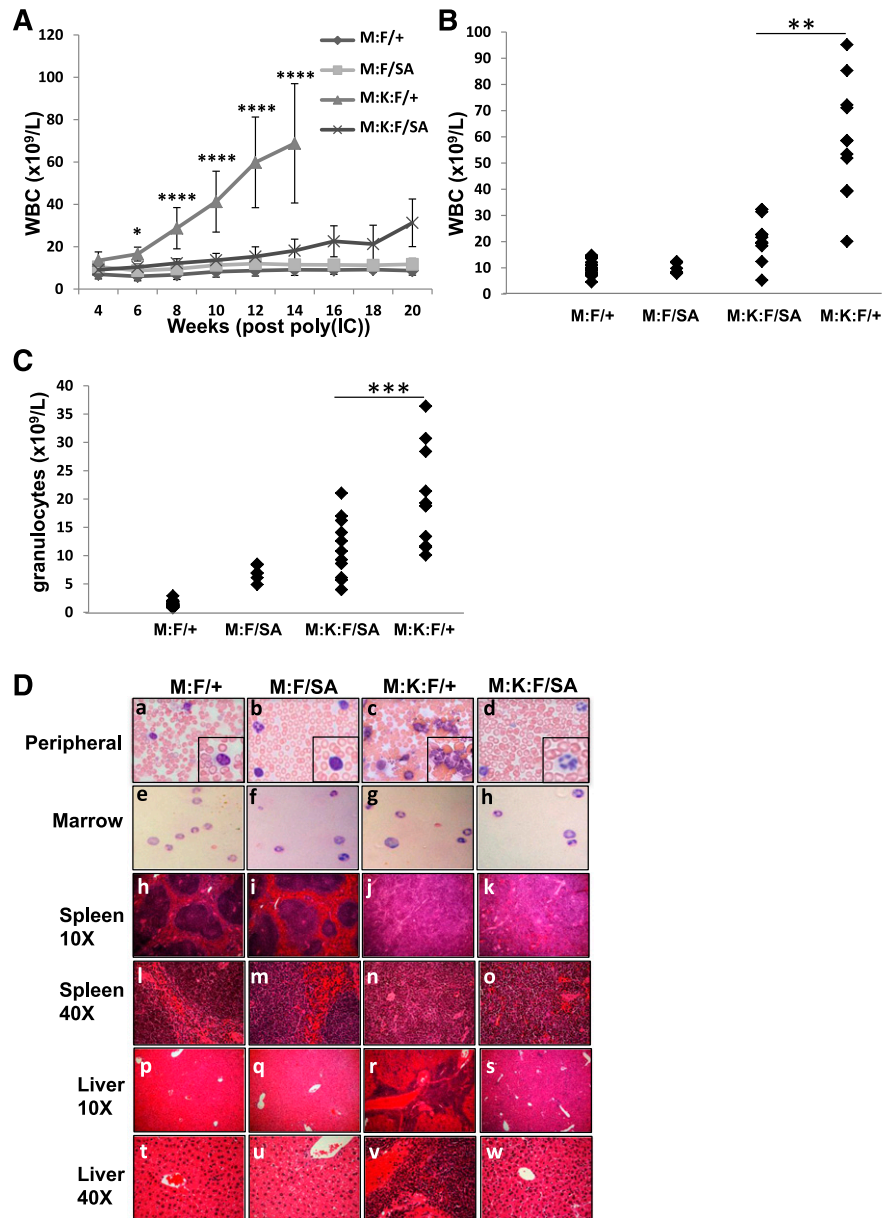 A
120
100
80
60
40
20
0
WBC (x10⁹/L)
4 6 8 10 12 14 16 18 20
Weeks (post poly(IC))
* **** **** **** ****
M:F/+
M:F/SA
M:K:F/+
M:K:F/SA
B
100
90
80
70
60
50
40
30
20
10
0
WBC (x10⁹/L)
**
M:F/+ M:F/SA M:K:F/SA M:K:F/+
C
40
35
30
25
20
15
10
5
0
granulocytes (x10⁹/L)
***
M:F/+ M:F/SA M:K:F/SA M:K:F/+
D
M:F/+ M:F/SA M:K:F/+ M:K:F/SA
Peripheral
a b c d
Marrow
e f g h
Spleen
10X
h i j k
Spleen
40X
l m n o
Liver
10X
p q r s
Liver
40X
t u v w